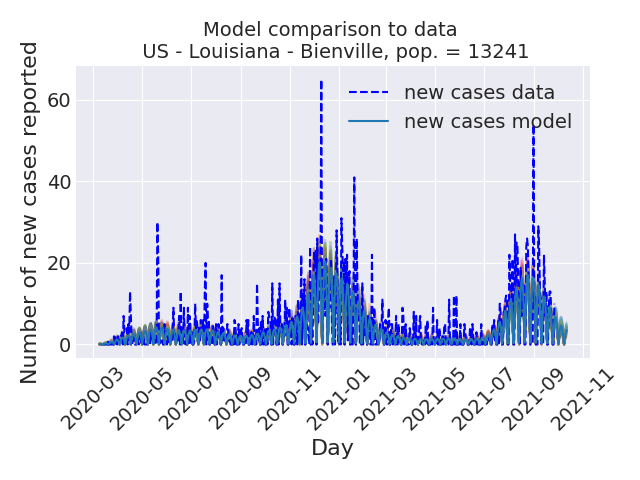 Model comparison to data
US - Louisiana - Bienville, pop. = 13241
Number of new cases reported
60
40
20
0
new cases data
new cases model
2020-03
2020-05
2020-07
2020-09
2020-11
2021-01
2021-03
2021-05
2021-07
2021-09
2021-11
Day